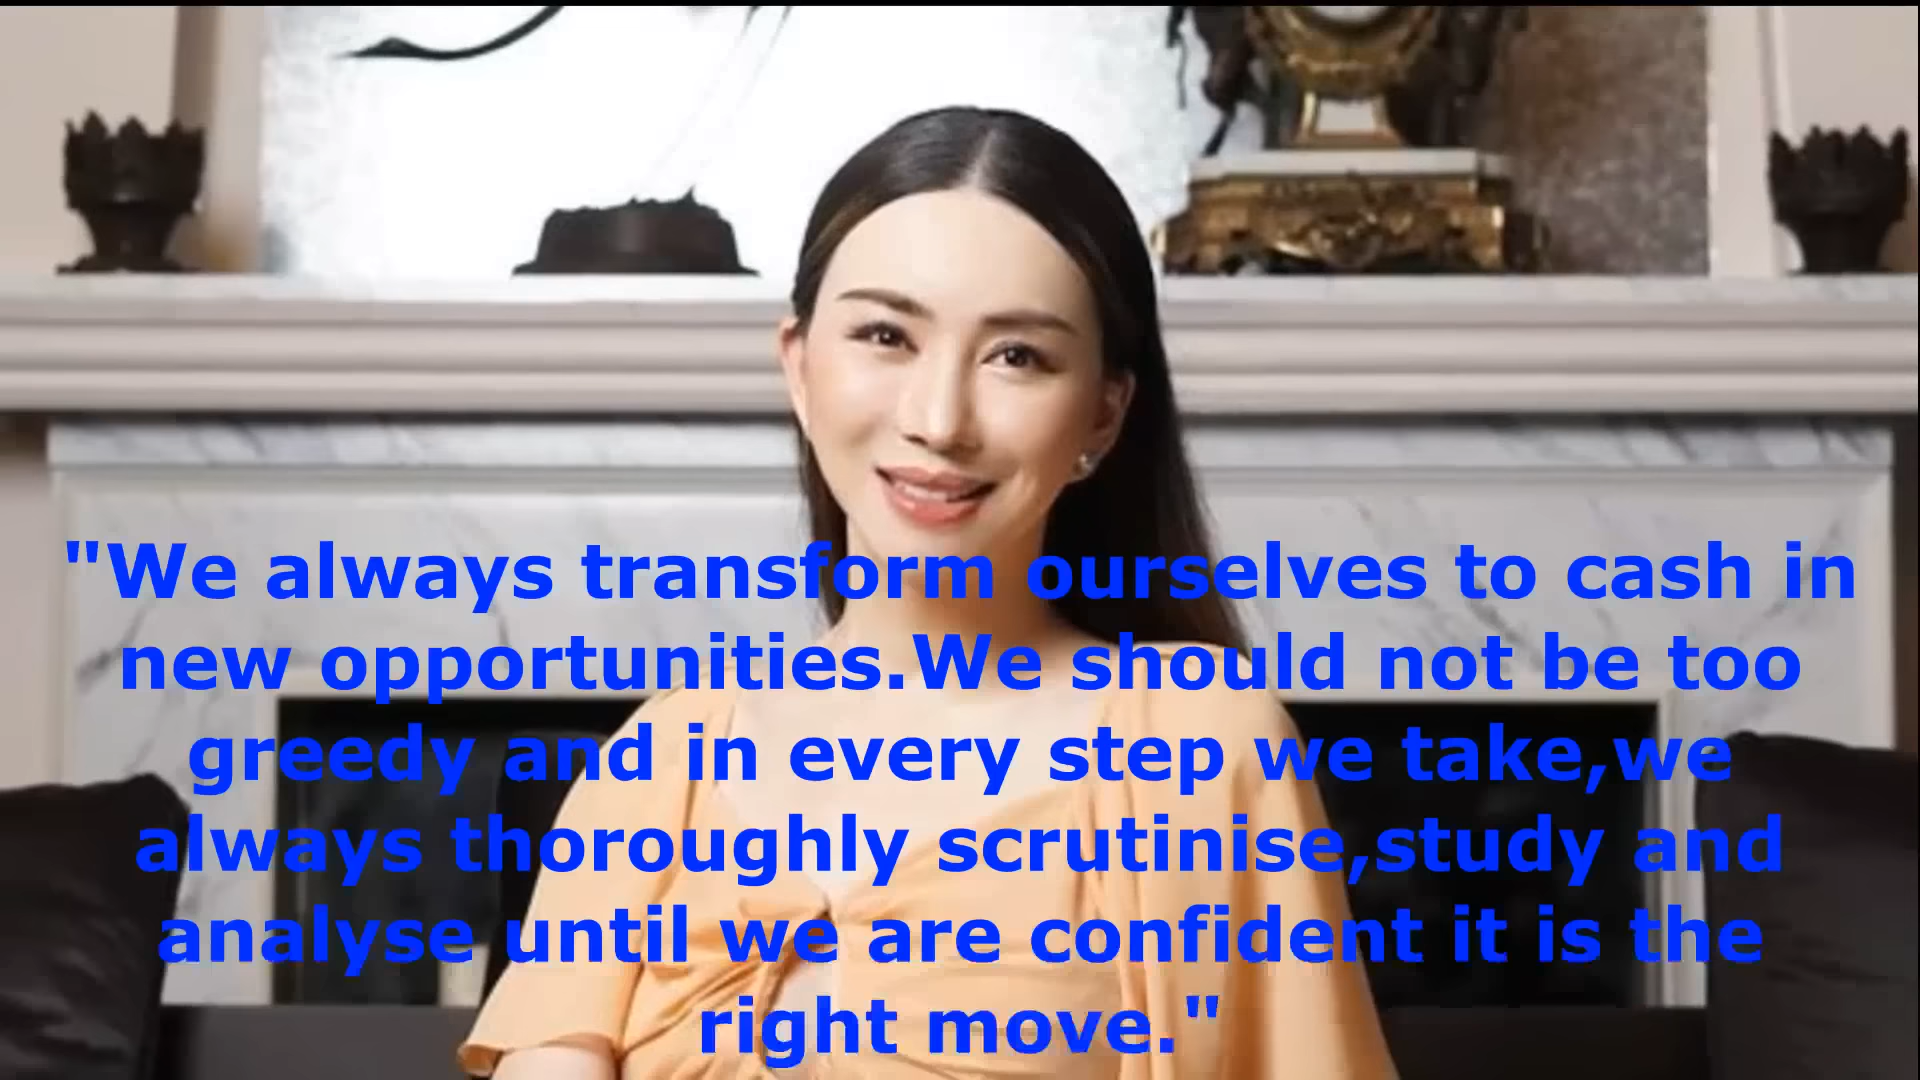 "We always transform ourselves to cash in
new opportunities.We should not be too
greedy and in every step we take,we
always thoroughly scrutinise,study and
analyse until we are confident it is the
right move."